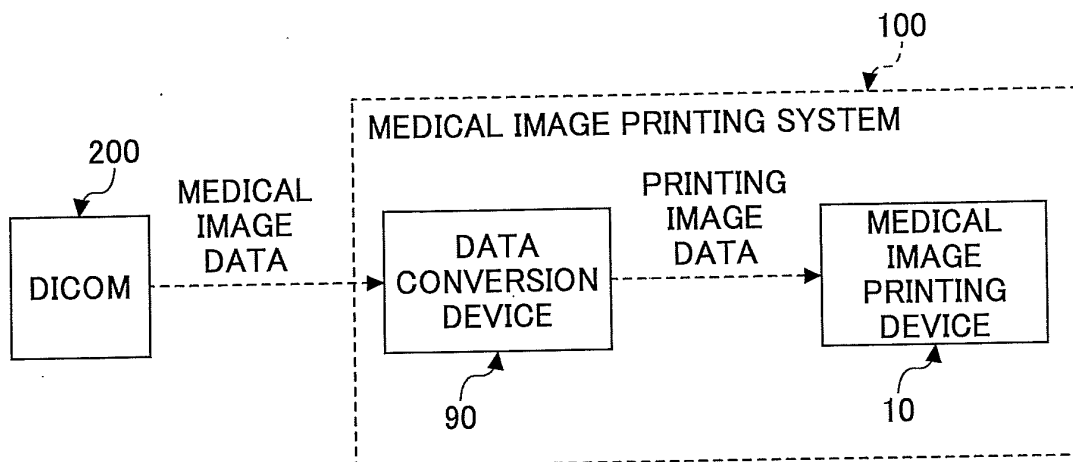 100
MEDICAL IMAGE PRINTING SYSTEM
200
MEDICAL
IMAGE
DATA
PRINTING
IMAGE
DATA
DICOM
DATA
CONVERSION
DEVICE
MEDICAL
IMAGE
PRINTING
DEVICE
90
10